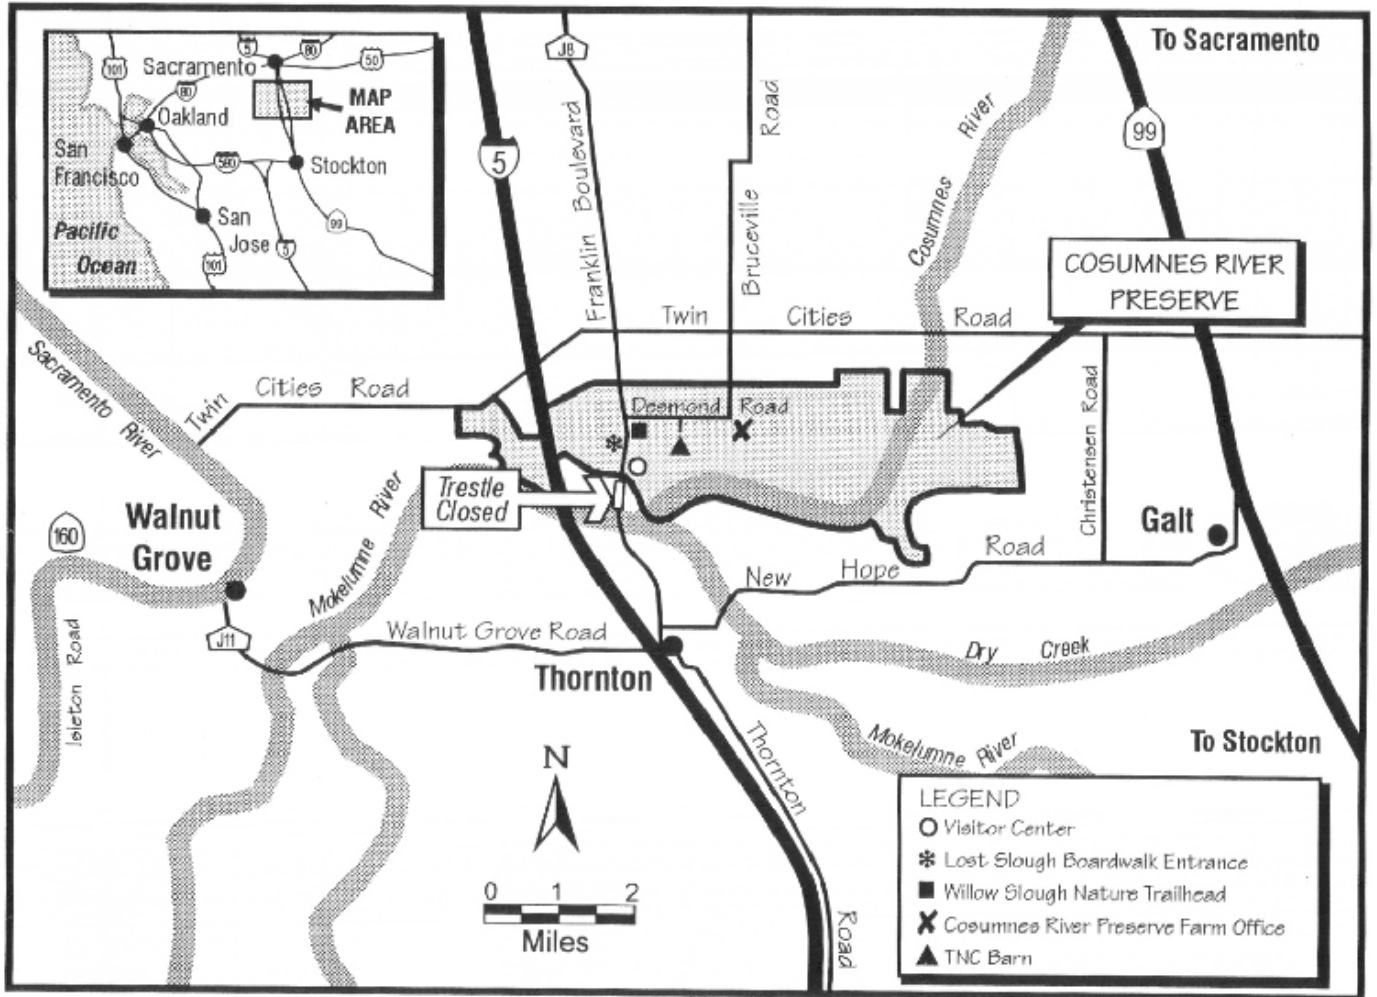 5
80
101
Sacramento
50
80
MAP
AREA
Oakland
San
Francisco
580
Stockton
San
Jose
99
Pacific
Ocean
5
101
J8
5
Franklin Boulevard
Bruceville Road
Cosumnes River
To Sacramento
99
COSUMNES RIVER
PRESERVE
Twin Cities Road
Sacramento River
Twin Cities Road
Desmond Road
Christensen Road
Trestle
Closed
Mokelumne River
Walnut
Grove
160
Galt
New Hope Road
J11
Walnut Grove Road
Isleton Road
Thornton
Dry Creek
Mokelumne River
To Stockton
Thornton Road
N
0 1 2
Miles
LEGEND
Visitor Center
Lost Slough Boardwalk Entrance
Willow Slough Nature Trailhead
Cosumnes River Preserve Farm Office
TNC Barn